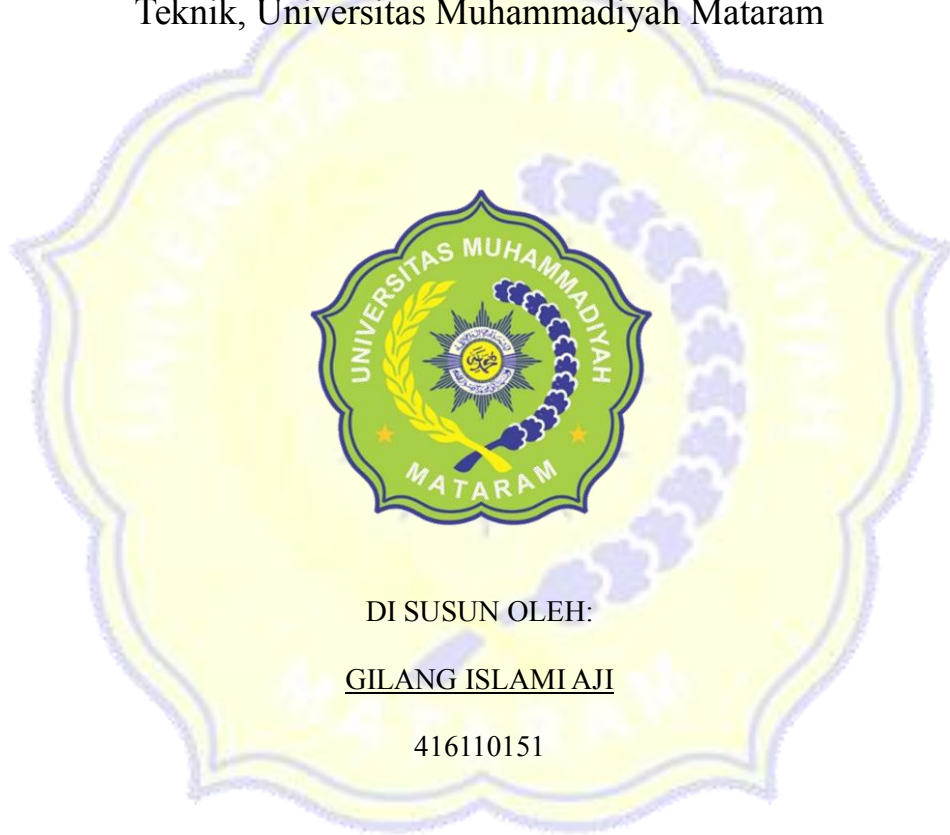 Teknik, Universitas Muhammadiyah Mataram
UNIVERSITAS MUHAMMADIYAH
MATARAM
DI SUSUN OLEH:
GILANG ISLAMI AJI
416110151